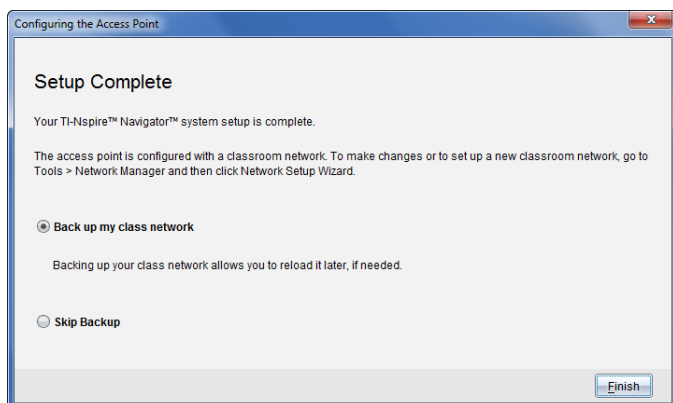 Configuring the Access Point
Setup Complete
Your TI-Nspire™ Navigator™ system setup is complete.
The access point is configured with a classroom network. To make changes or to set up a new classroom network, go to
Tools > Network Manager and then click Network Setup Wizard.
Back up my class network
Backing up your class network allows you to reload it later, if needed.
Skip Backup
Finish